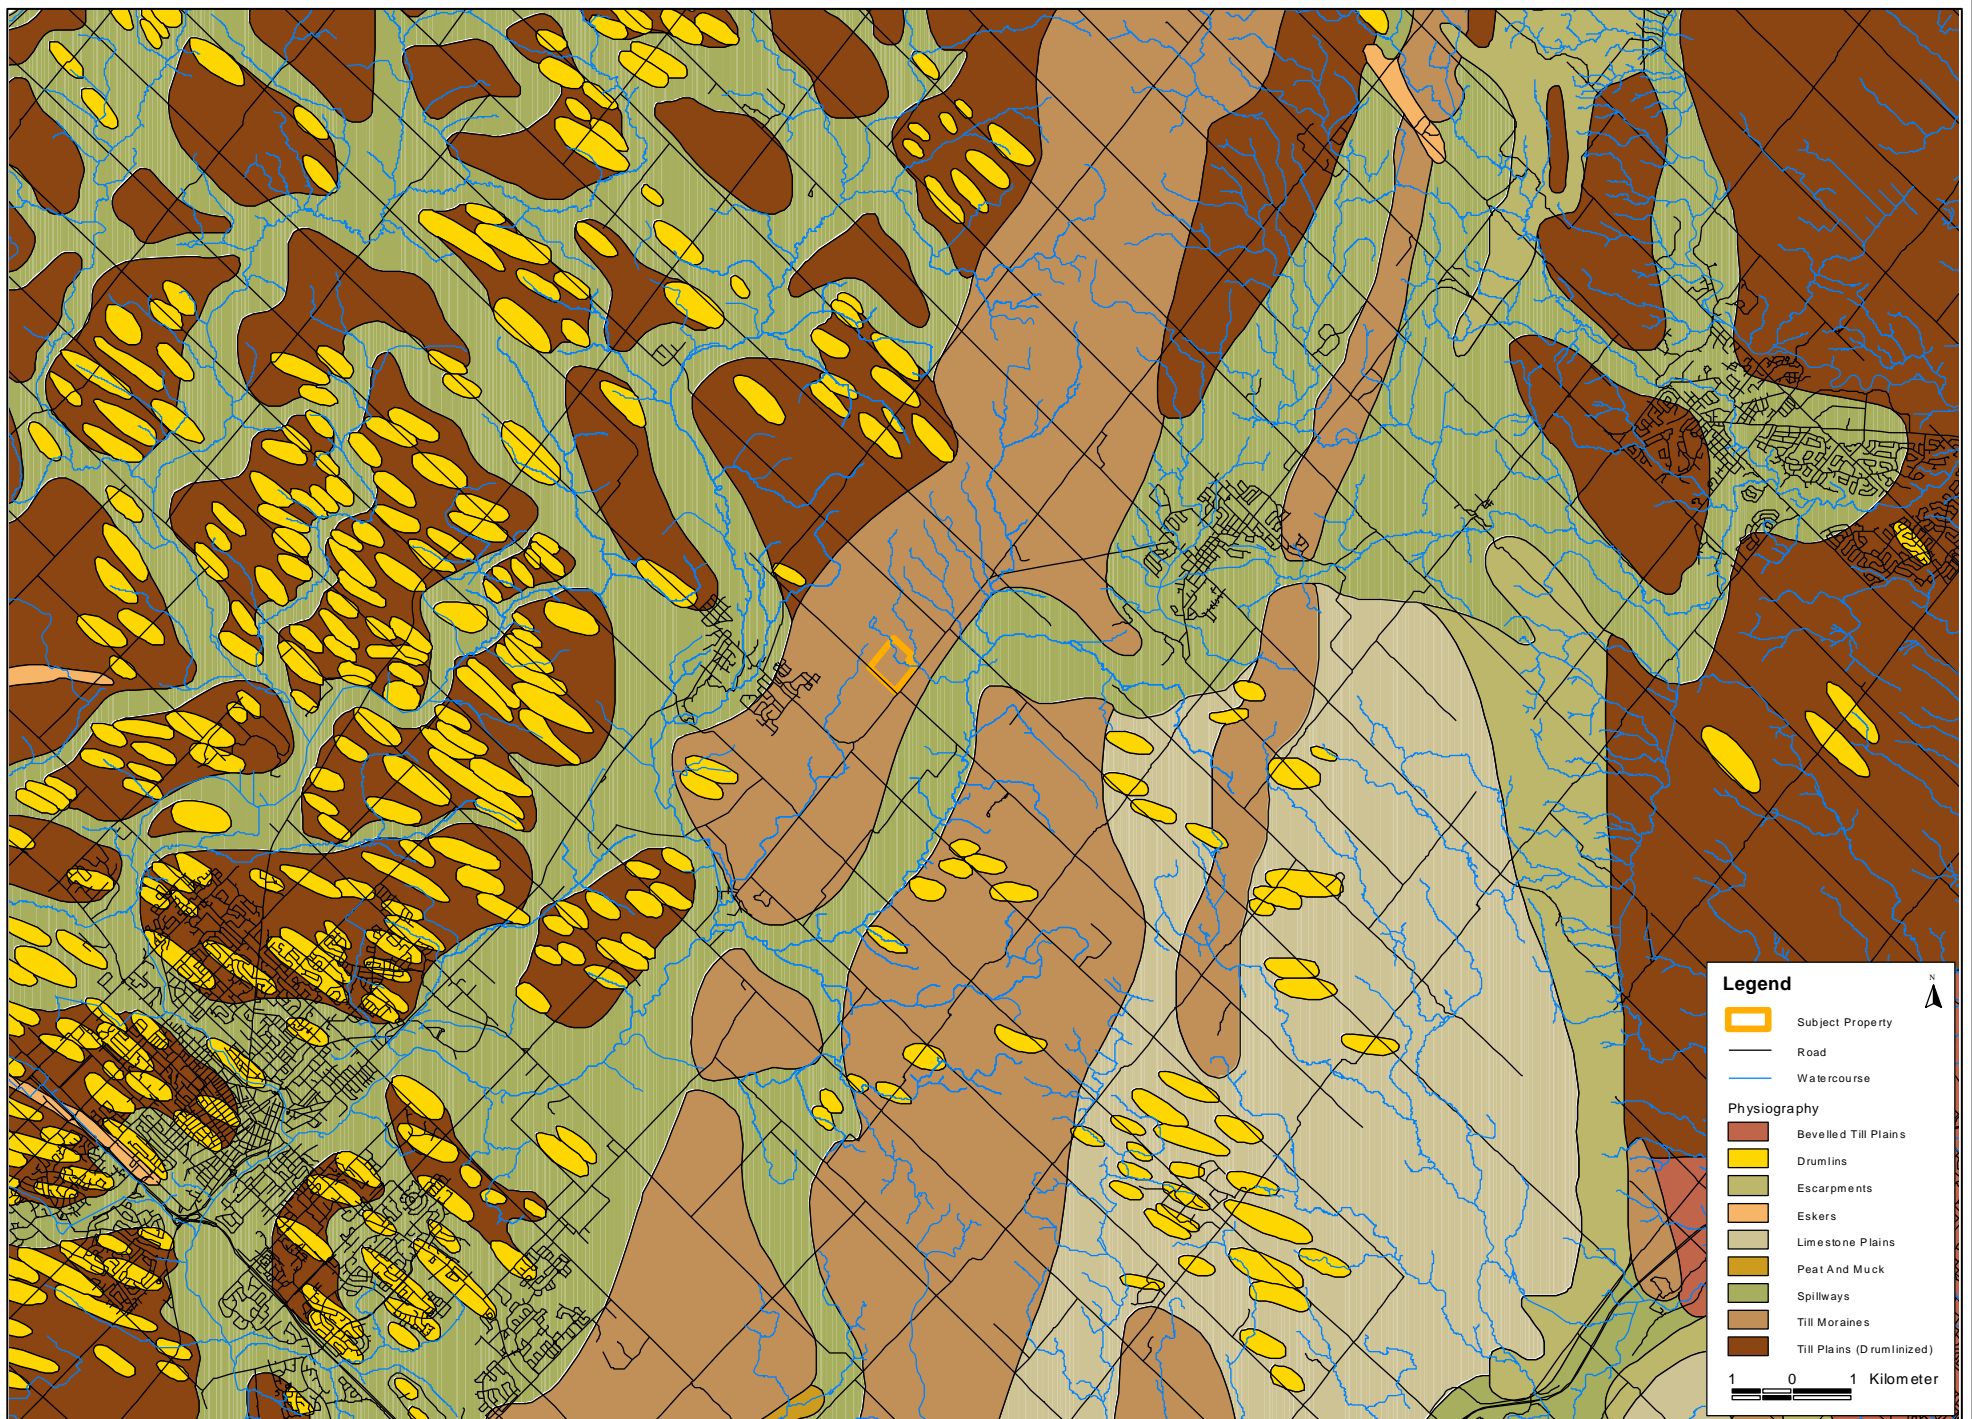 Legend
N
Subject Property
Road
Watercourse
Physiography
Bevelled Till Plains
Drumlins
Escarpments
Eskers
Limestone Plains
Peat And Muck
Spillways
Till Moraines
Till Plains (Drumlinized)
1 0 1 Kilometer